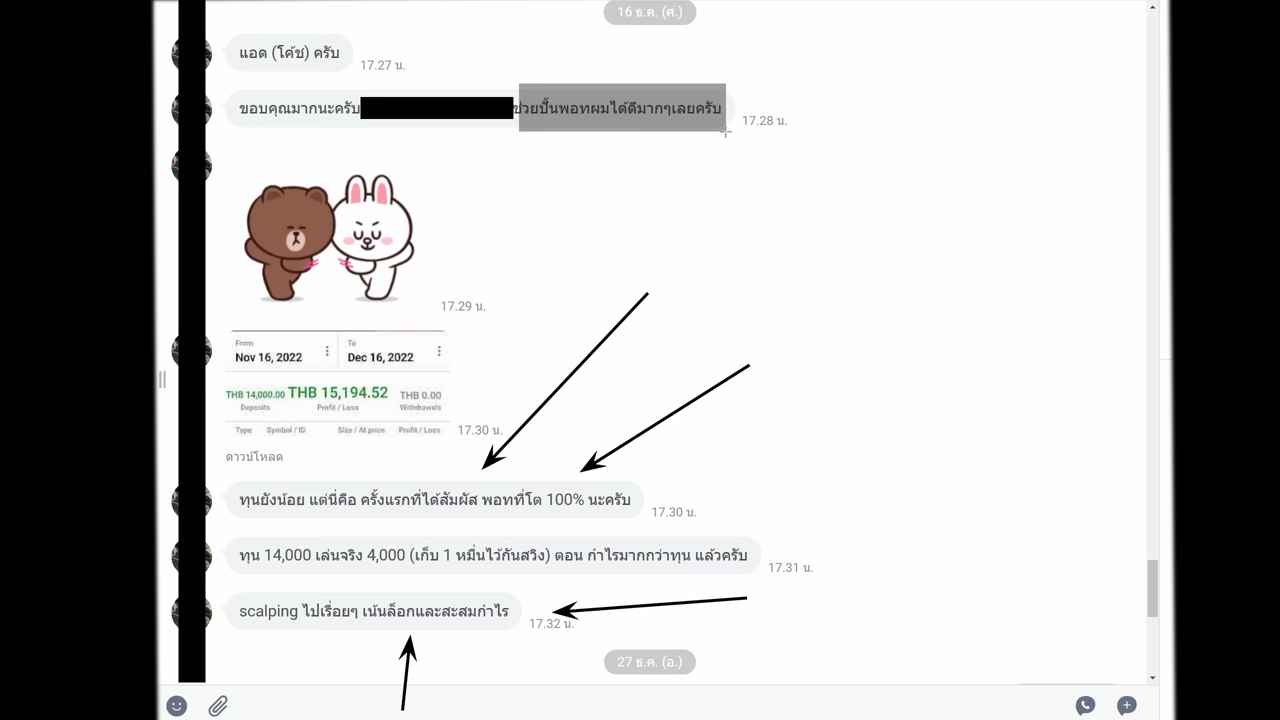 16 ธ.ค. (ศ.)
แอด (โค้ช) ครับ
17.27 น.
ขอบคุณมากนะครับ ช่วยปั้นพอทผมได้ดีมากๆเลยครับ
17.28 น.
17.29 น.
From To
Nov 16, 2022 Dec 16, 2022
THB 14,000.00 THB 15,194.52 THB 0.00
Deposits Profit / Loss Withdrawals
Type Symbol / ID Size / At price Profit / Loss
17.30 น.
ดาวน์โหลด
ทุนยังน้อย แต่นี่คือ ครั้งแรกที่ได้สัมผัส พอทที่โต 100% นะครับ
17.30 น.
ทุน 14,000 เล่นจริง 4,000 (เก็บ 1 หมื่นไว้กันสวิง) ตอน กำไรมากกว่าทุน แล้วครับ
17.31 น.
scalping ไปเรื่อยๆ เน้นล็อกและสะสมกำไร
17.32 น.
27 ธ.ค. (อ.)